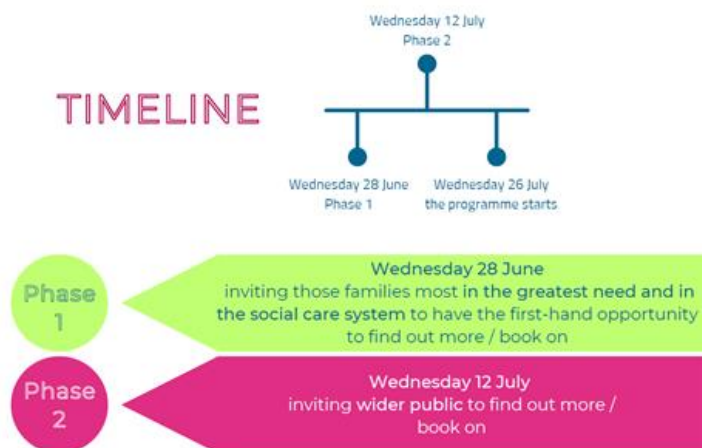 Wednesday 12 July
Phase 2
TIMELINE
Wednesday 28 June
Phase 1
Wednesday 26 July
the programme starts
Phase
1
Wednesday 28 June
inviting those families most in the greatest need and in
the social care system to have the first-hand opportunity
to find out more / book on
Phase
2
Wednesday 12 July
inviting wider public to find out more /
book on